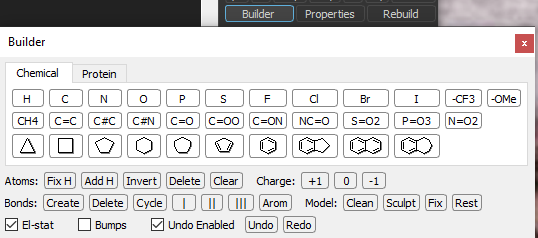 Builder Properties Rebuild
Builder x
Chemical Protein
H C N O P S F Cl Br I -CF3 -OMe
CH4 C=C C#C C#N C=O C=OO C=ON NC=O S=O2 P=O3 N=O2
Atoms: Fix H Add H Invert Delete Clear Charge: +1 0 -1
Bonds: Create Delete Cycle | || ||| Arom Model: Clean Sculpt Fix Rest
El-stat Bumps Undo Enabled Undo Redo